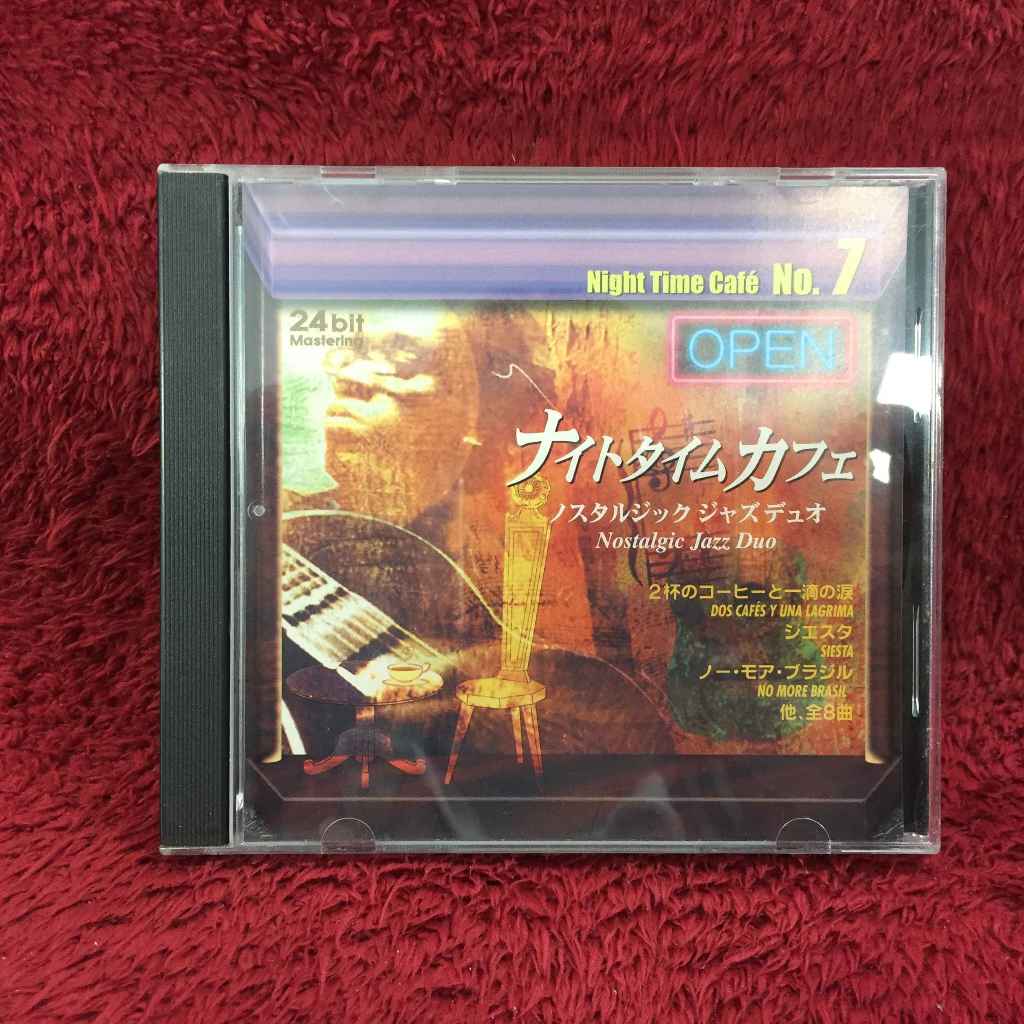 Night Time Café No. 7
24bit
Mastering
OPEN
ナイトタイムカフェ
ノスタルジック ジャズ デュオ
Nostalgic Jazz Duo
2杯のコーヒーと一滴の涙
DOS CAFÉS Y UNA LAGRIMA
シエスタ
SIESTA
ノー・モア・ブラジル
NO MORE BRASIL
他、全8曲